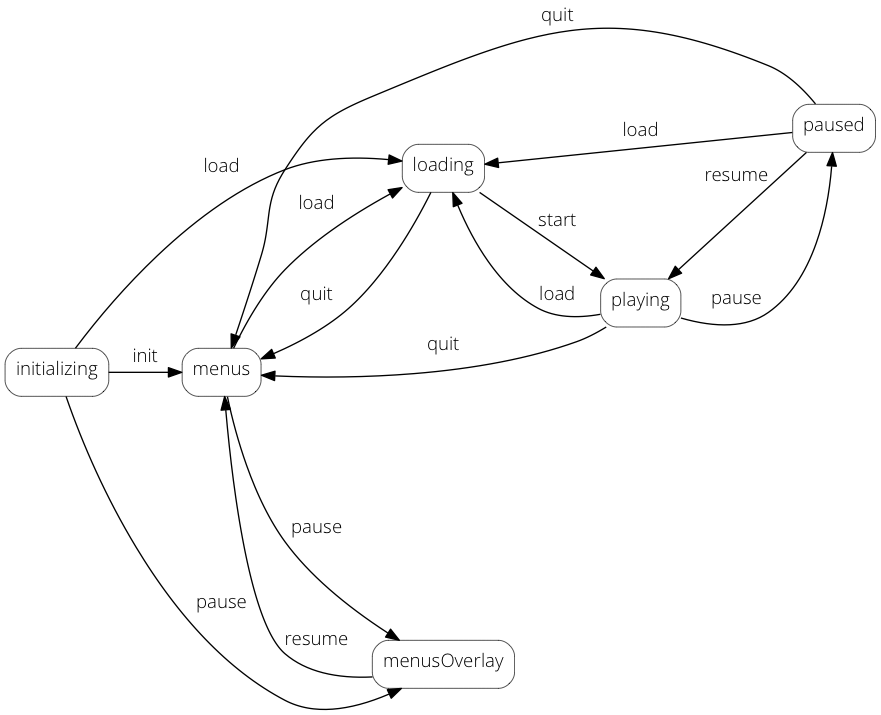 quit
paused
load
load
loading
resume
load
start
quit
load
pause
playing
init
quit
initializing
menus
pause
pause
resume
menusOverlay